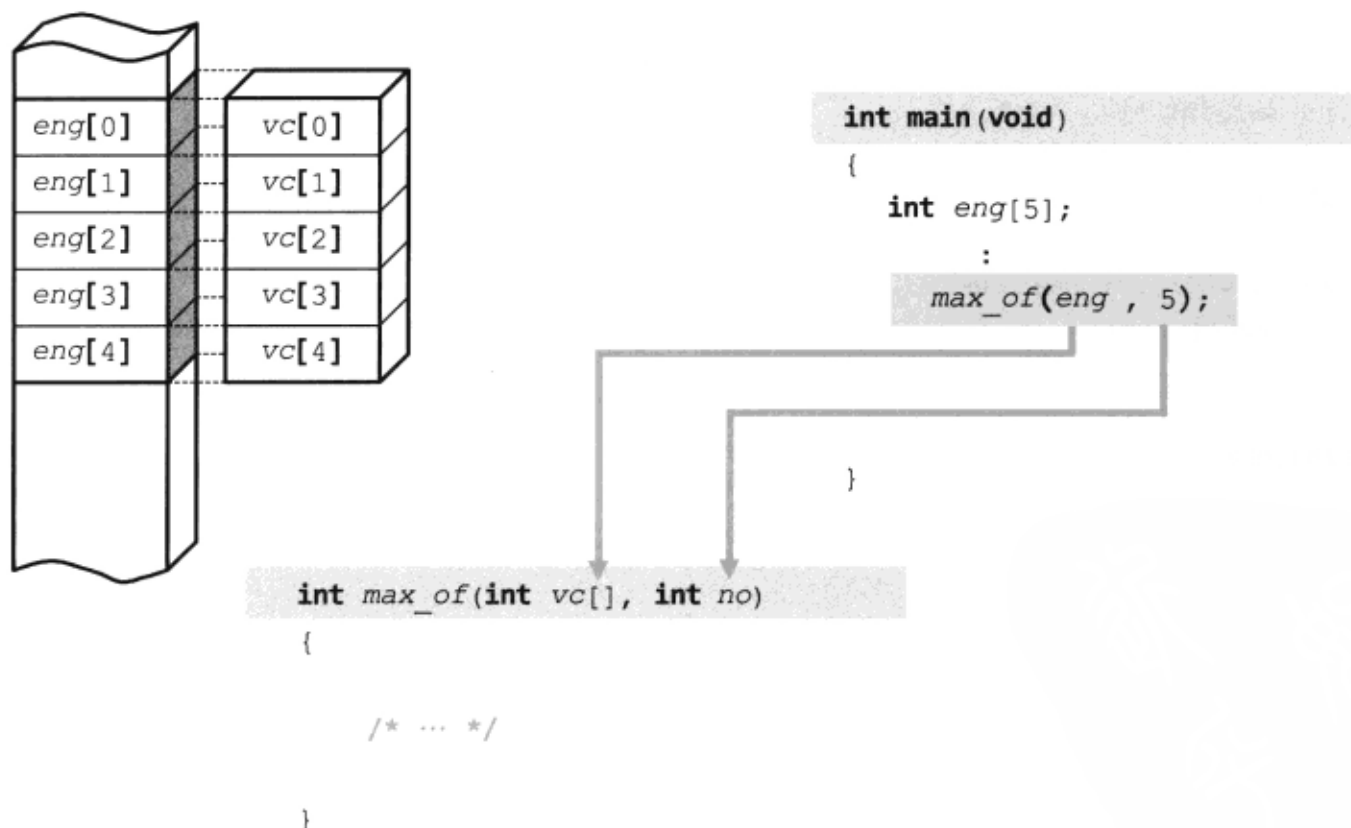 eng[0]
eng[1]
eng[2]
eng[3]
eng[4]
vc[0]
vc[1]
vc[2]
vc[3]
vc[4]
int main(void)
{
int eng[5];
:
max_of(eng , 5);
}
int max_of(int vc[], int no)
{
/* ··· */
}